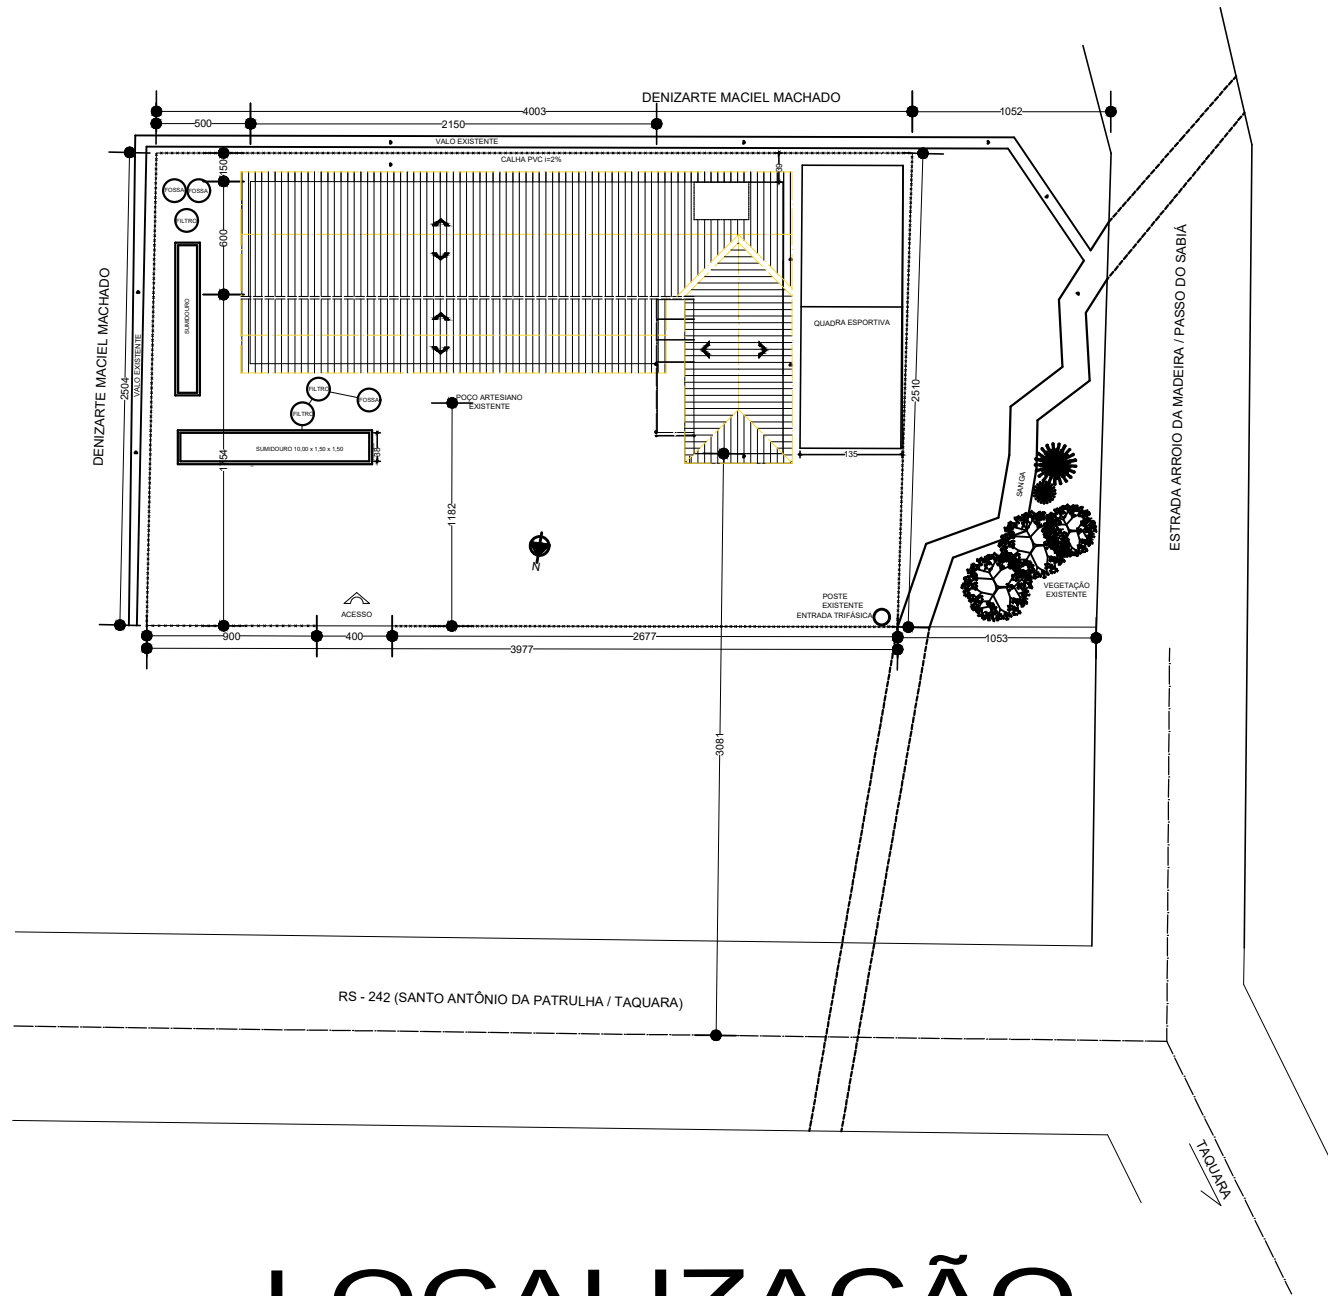 DENIZARTE MACIEL MACHADO
4003
1052
500
2150
VALO EXISTENTE
CALHA PVC i=2%
150
39
FOSSA
FOSSA
FILTRO
600
SUMIDOURO
DENIZARTE MACIEL MACHADO
2504
VALO EXISTENTE
QUADRA ESPORTIVA
2510
ESTRADA ARROIO DA MADEIRA / PASSO DO SABIÁ
FILTRO
FOSSA
FILTRO
POÇO ARTESIANO
EXISTENTE
SUMIDOURO 10,00 x 1,50 x 1,50
135
SANGA
1182
N
VEGETAÇÃO
EXISTENTE
POSTE
EXISTENTE
ENTRADA TRIFÁSICA
ACESSO
900
400
2677
1053
3977
3081
RS - 242 (SANTO ANTÔNIO DA PATRULHA / TAQUARA)
TAQUARA
LOCALIZAÇÃO